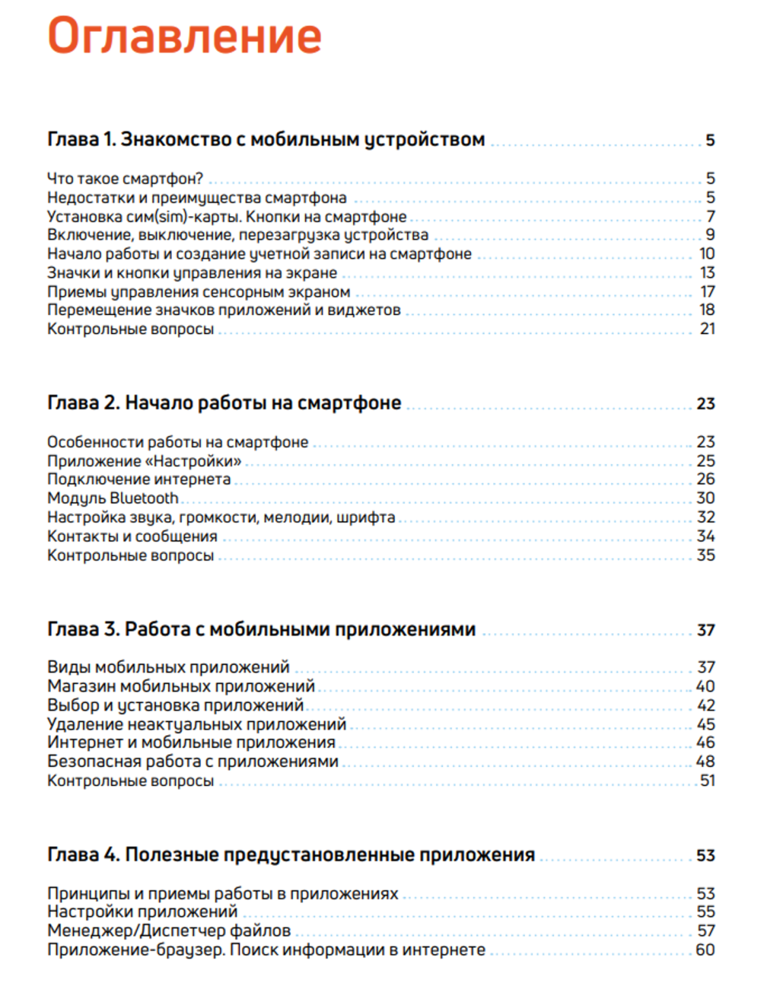 Оглавление
Глава 1. Знакомство с мобильным устройством 5
Что такое смартфон? 5
Недостатки и преимущества смартфона 5
Установка сим(sim)-карты. Кнопки на смартфоне 7
Включение, выключение, перезагрузка устройства 9
Начало работы и создание учетной записи на смартфоне 10
Значки и кнопки управления на экране 13
Приемы управления сенсорным экраном 17
Перемещение значков приложений и виджетов 18
Контрольные вопросы 21
Глава 2. Начало работы на смартфоне 23
Особенности работы на смартфоне 23
Приложение «Настройки» 25
Подключение интернета 26
Модуль Bluetooth 30
Настройка звука, громкости, мелодии, шрифта 32
Контакты и сообщения 34
Контрольные вопросы 35
Глава 3. Работа с мобильными приложениями 37
Виды мобильных приложений 37
Магазин мобильных приложений 40
Выбор и установка приложений 42
Удаление неактуальных приложений 45
Интернет и мобильные приложения 46
Безопасная работа с приложениями 48
Контрольные вопросы 51
Глава 4. Полезные предустановленные приложения 53
Принципы и приемы работы в приложениях 53
Настройки приложений 55
Менеджер/Диспетчер файлов 57
Приложение-браузер. Поиск информации в интернете 60